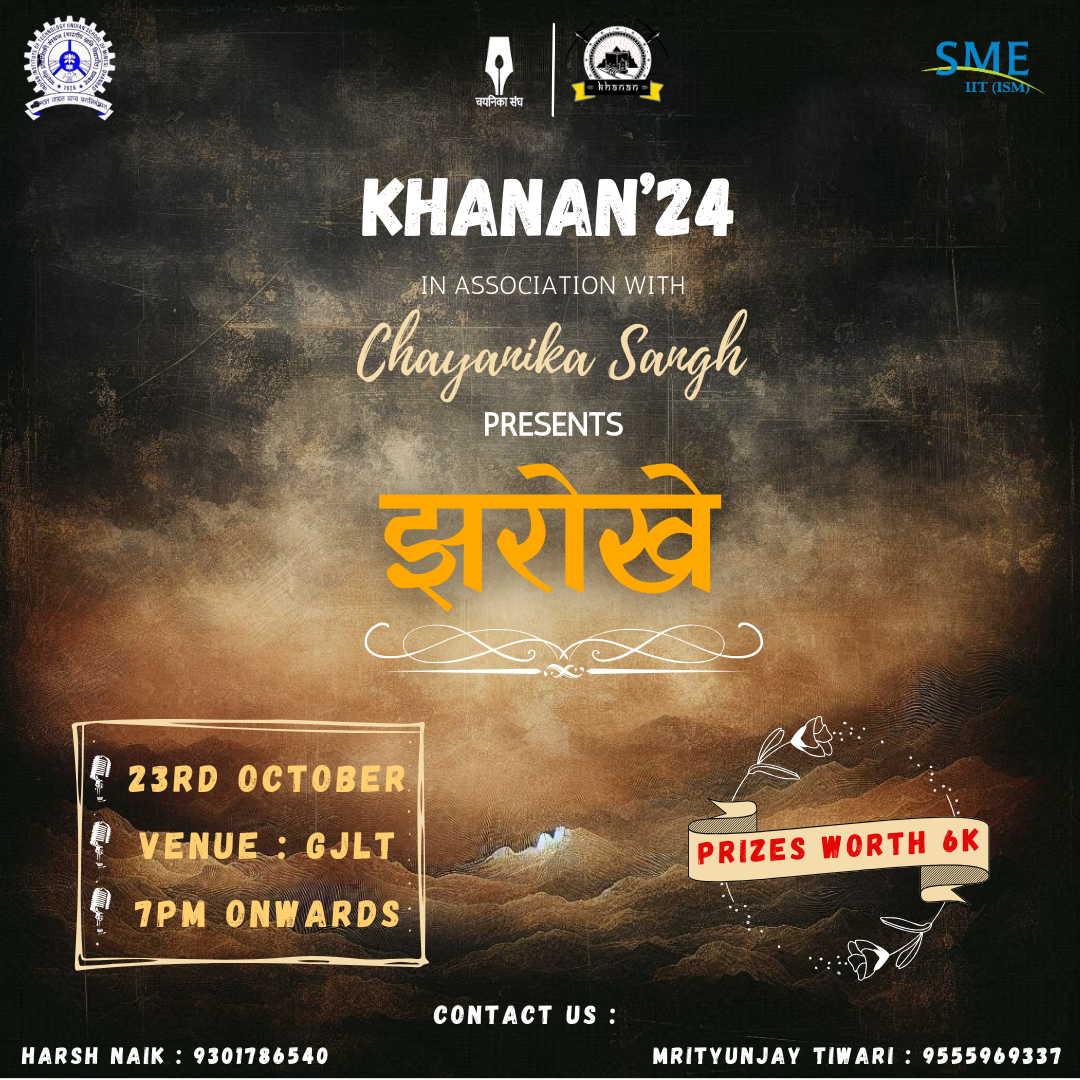 1926
चयनिका संघ
khanan
SME
IIT (ISM)
KHANAN'24
IN ASSOCIATION WITH
Chayanika Sangh
PRESENTS
झरोखे
23RD OCTOBER
VENUE : GJLT
7PM ONWARDS
PRIZES WORTH 6K
CONTACT US :
HARSH NAIK : 9301786540
MRITYUNJAY TIWARI : 9555969337